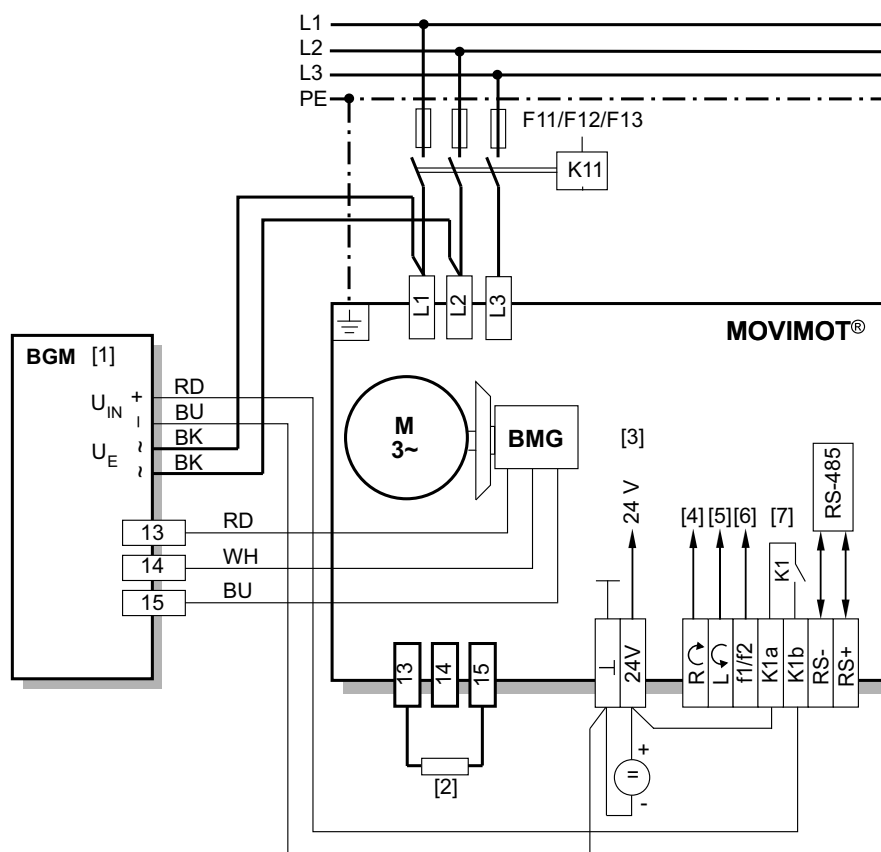 L1
L2
L3
PE
F11/F12/F13
K11
L1
L2
L3
MOVIMOT®
BGM [1]
UIN + RD
– BU
UE ~ BK
~ BK
M
3~
BMG
[3]
24 V
[4] [5] [6] [7]
RS-485
K1
13 RD
14 WH
15 BU
13
14
15
⊥
24V
R
L
f1/f2
K1a
K1b
RS-
RS+
[2]
+
=
-